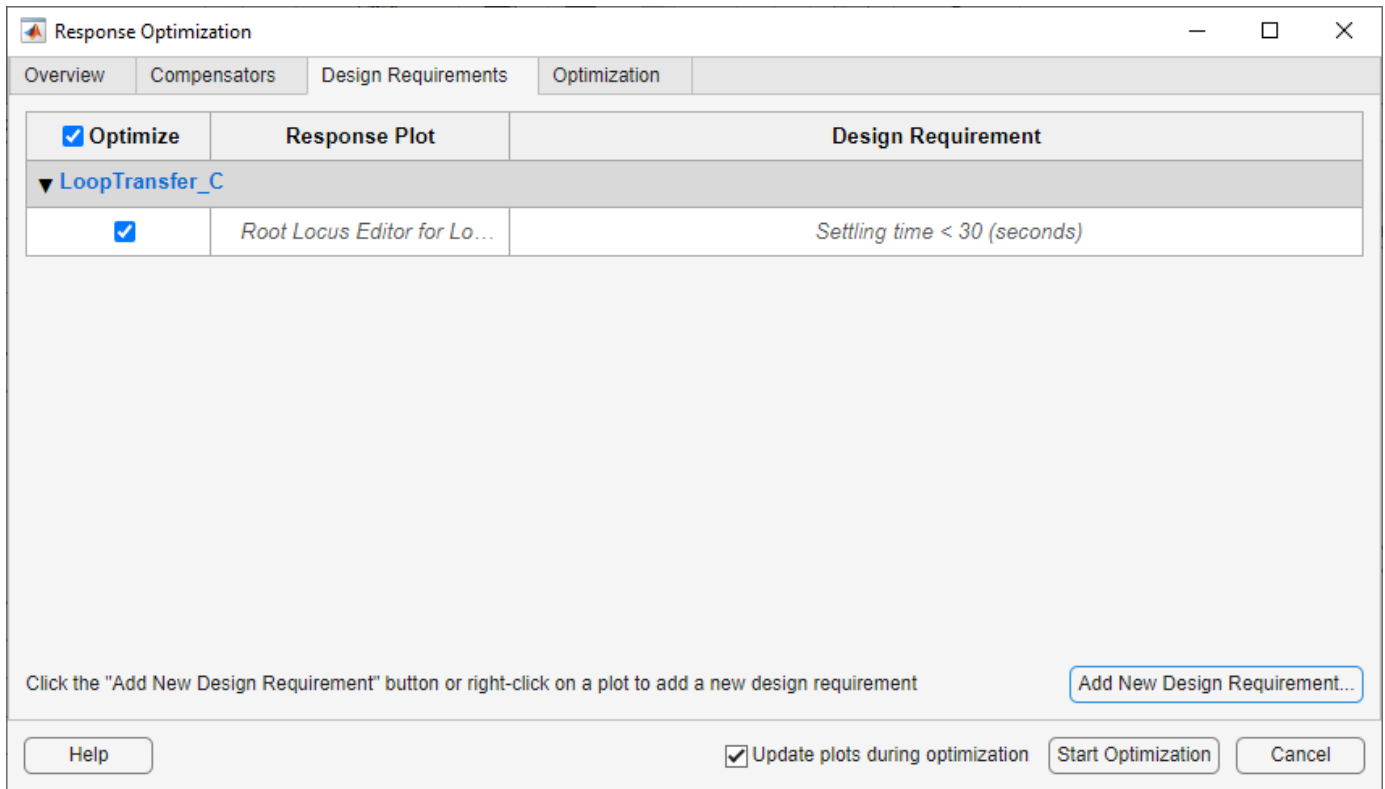 Response Optimization
Overview Compensators Design Requirements Optimization
Optimize Response Plot Design Requirement
LoopTransfer_C
Root Locus Editor for Lo... Settling time < 30 (seconds)
Click the "Add New Design Requirement" button or right-click on a plot to add a new design requirement Add New Design Requirement...
Help Update plots during optimization Start Optimization Cancel